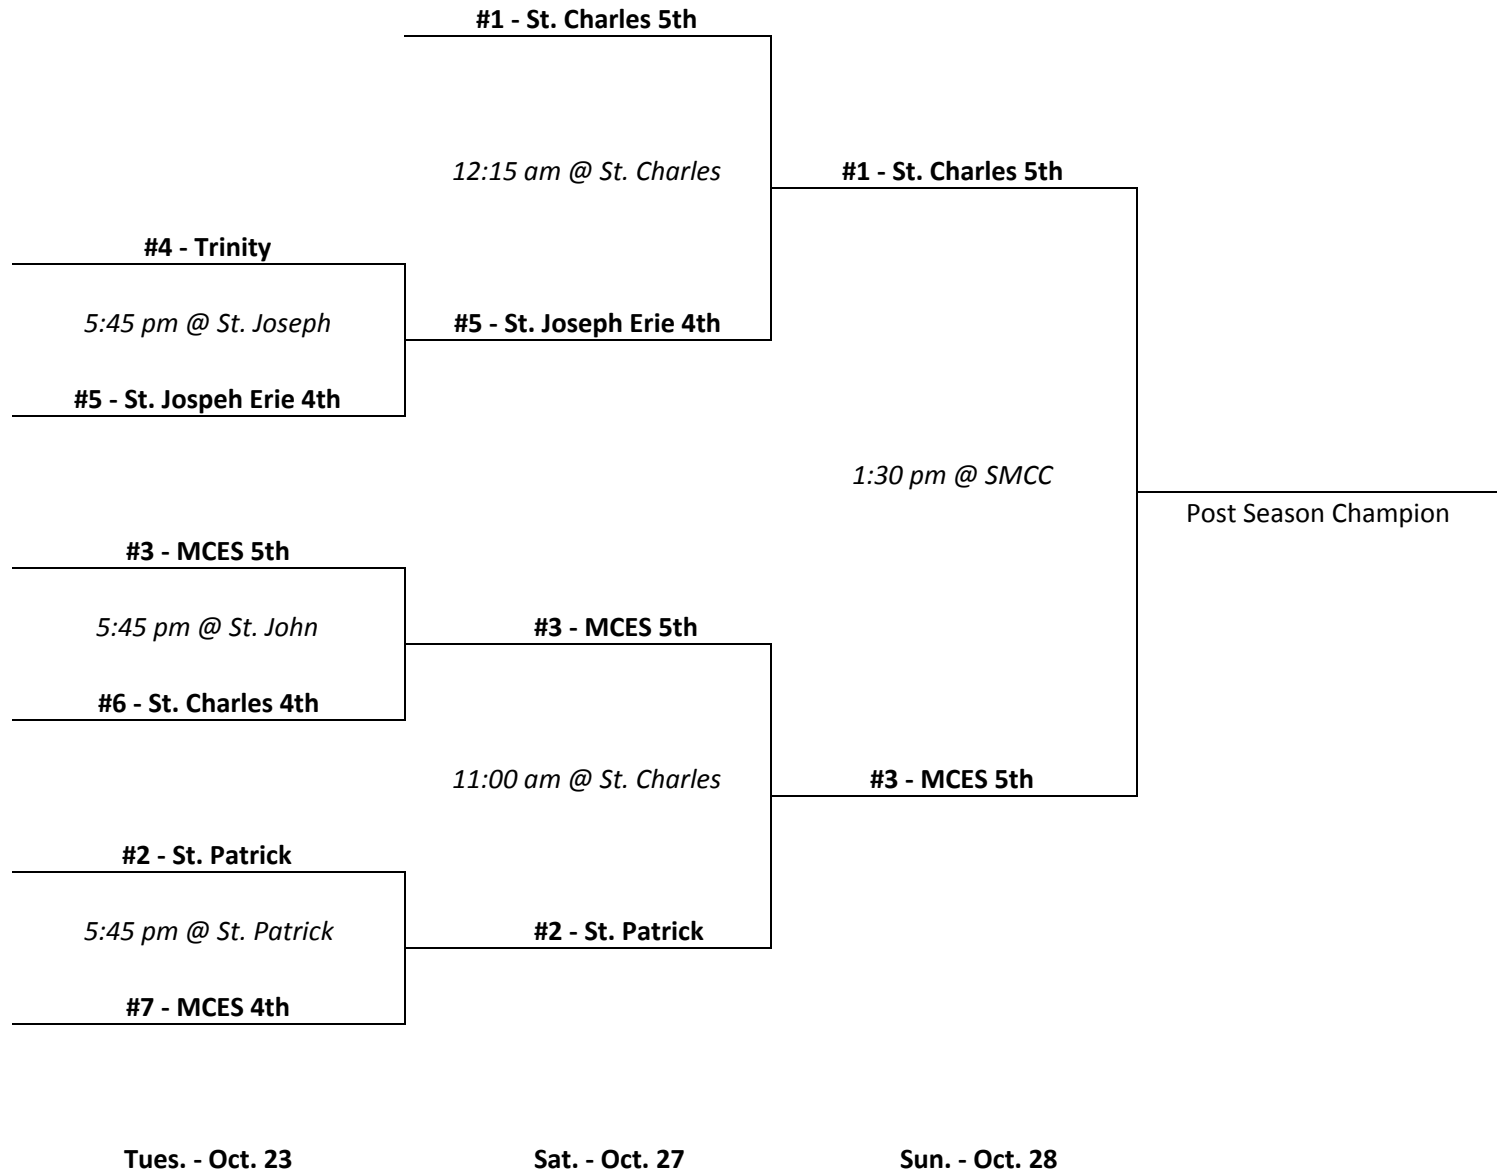 #1 - St. Charles 5th
12:15 am @ St. Charles
#1 - St. Charles 5th
#4 - Trinity
5:45 pm @ St. Joseph
#5 - St. Joseph Erie 4th
#5 - St. Jospeh Erie 4th
1:30 pm @ SMCC
Post Season Champion
#3 - MCES 5th
5:45 pm @ St. John
#3 - MCES 5th
#6 - St. Charles 4th
11:00 am @ St. Charles
#3 - MCES 5th
#2 - St. Patrick
5:45 pm @ St. Patrick
#2 - St. Patrick
#7 - MCES 4th
Tues. - Oct. 23
Sat. - Oct. 27
Sun. - Oct. 28